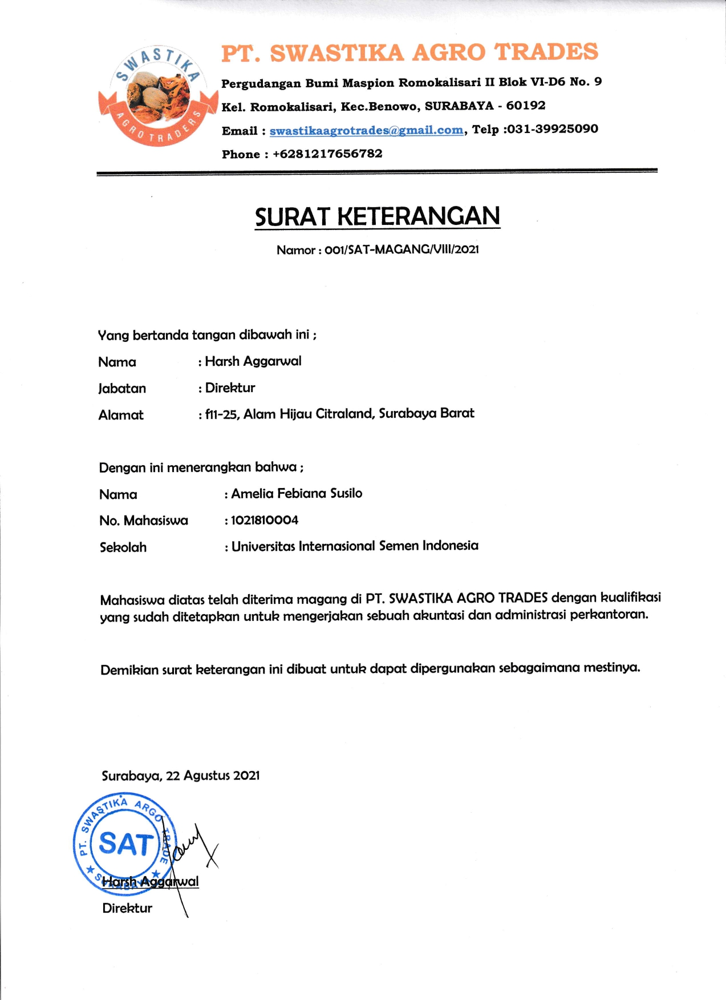 SWASTIKA
AGRO TRADERS
PT. SWASTIKA AGRO TRADES
Pergudangan Bumi Maspion Romokalisari II Blok VI-D6 No. 9
Kel. Romokalisari, Kec.Benowo, SURABAYA - 60192
Email : swastikaagrotrades@gmail.com, Telp :031-39925090
Phone : +6281217656782
SURAT KETERANGAN
Namor : 001/SAT-MAGANG/VIII/2021
Yang bertanda tangan dibawah ini ;
Nama : Harsh Aggarwal
Jabatan : Direktur
Alamat : f11-25, Alam Hijau Citraland, Surabaya Barat
Dengan ini menerangkan bahwa ;
Nama : Amelia Febiana Susilo
No. Mahasiswa : 1021810004
Sekolah : Universitas Internasional Semen Indonesia
Mahasiswa diatas telah diterima magang di PT. SWASTIKA AGRO TRADES dengan kualifikasi
yang sudah ditetapkan untuk mengerjakan sebuah akuntasi dan administrasi perkantoran.
Demikian surat keterangan ini dibuat untuk dapat dipergunakan sebagaimana mestinya.
Surabaya, 22 Agustus 2021
PT. SWASTIKA ARGO TRADE
SAT
SURABAYA
Harsh Aggarwal
Direktur